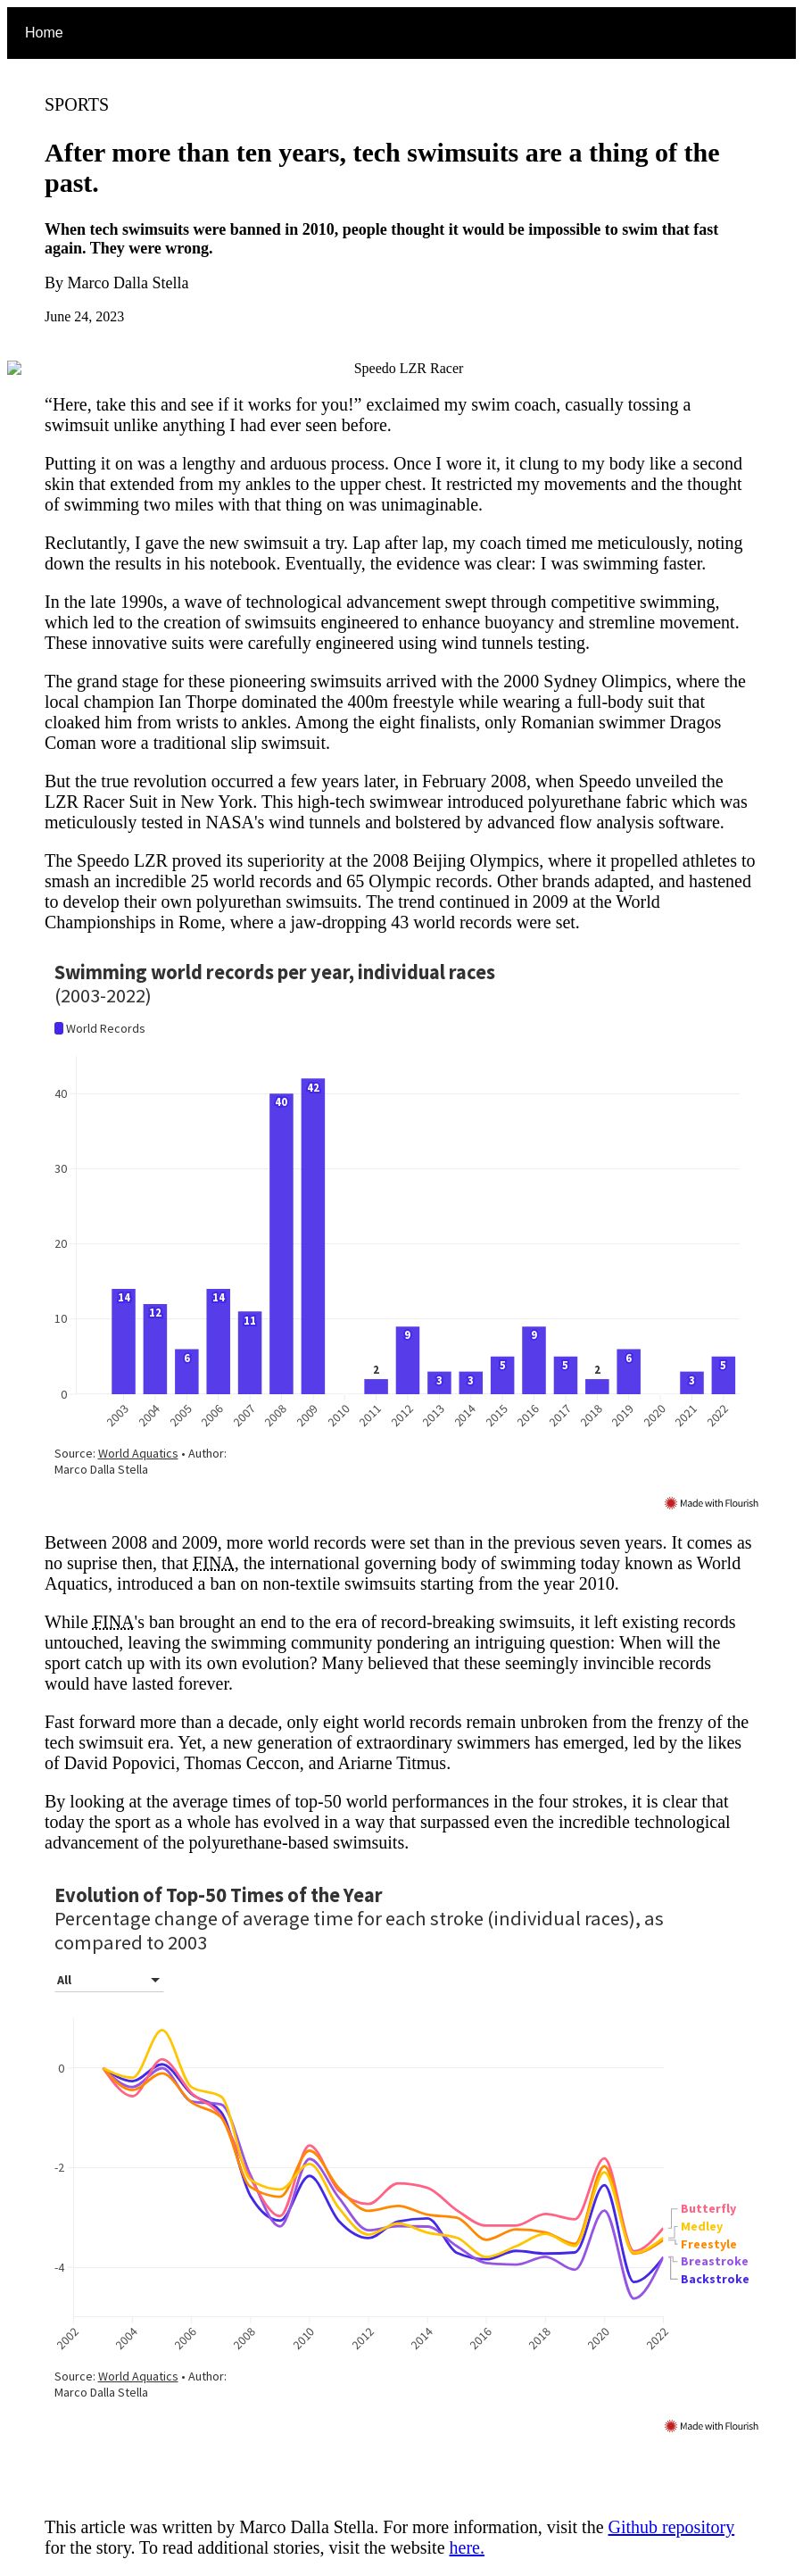 Home
SPORTS
After more than ten years, tech swimsuits are a thing of the
past.
When tech swimsuits were banned in 2010, people thought it would be impossible to swim that fast
again. They were wrong.
By Marco Dalla Stella
June 24, 2023
Speedo LZR Racer
“Here, take this and see if it works for you!” exclaimed my swim coach, casually tossing a
swimsuit unlike anything I had ever seen before.
Putting it on was a lengthy and arduous process. Once I wore it, it clung to my body like a second
skin that extended from my ankles to the upper chest. It restricted my movements and the thought
of swimming two miles with that thing on was unimaginable.
Reclutantly, I gave the new swimsuit a try. Lap after lap, my coach timed me meticulously, noting
down the results in his notebook. Eventually, the evidence was clear: I was swimming faster.
In the late 1990s, a wave of technological advancement swept through competitive swimming,
which led to the creation of swimsuits engineered to enhance buoyancy and stremline movement.
These innovative suits were carefully engineered using wind tunnels testing.
The grand stage for these pioneering swimsuits arrived with the 2000 Sydney Olimpics, where the
local champion Ian Thorpe dominated the 400m freestyle while wearing a full-body suit that
cloaked him from wrists to ankles. Among the eight finalists, only Romanian swimmer Dragos
Coman wore a traditional slip swimsuit.
But the true revolution occurred a few years later, in February 2008, when Speedo unveiled the
LZR Racer Suit in New York. This high-tech swimwear introduced polyurethane fabric which was
meticulously tested in NASA's wind tunnels and bolstered by advanced flow analysis software.
The Speedo LZR proved its superiority at the 2008 Beijing Olympics, where it propelled athletes to
smash an incredible 25 world records and 65 Olympic records. Other brands adapted, and hastened
to develop their own polyurethan swimsuits. The trend continued in 2009 at the World
Championships in Rome, where a jaw-dropping 43 world records were set.
Swimming world records per year, individual races
(2003-2022)
World Records
40
30
20
10
0
14
12
6
14
11
40
42
2
9
3
3
5
9
5
2
6
3
5
2003
2004
2005
2006
2007
2008
2009
2010
2011
2012
2013
2014
2015
2016
2017
2018
2019
2020
2021
2022
Source: World Aquatics • Author:
Marco Dalla Stella
Made with Flourish
Between 2008 and 2009, more world records were set than in the previous seven years. It comes as
no suprise then, that FINA, the international governing body of swimming today known as World
Aquatics, introduced a ban on non-textile swimsuits starting from the year 2010.
While FINA's ban brought an end to the era of record-breaking swimsuits, it left existing records
untouched, leaving the swimming community pondering an intriguing question: When will the
sport catch up with its own evolution? Many believed that these seemingly invincible records
would have lasted forever.
Fast forward more than a decade, only eight world records remain unbroken from the frenzy of the
tech swimsuit era. Yet, a new generation of extraordinary swimmers has emerged, led by the likes
of David Popovici, Thomas Ceccon, and Ariarne Titmus.
By looking at the average times of top-50 world performances in the four strokes, it is clear that
today the sport as a whole has evolved in a way that surpassed even the incredible technological
advancement of the polyurethane-based swimsuits.
Evolution of Top-50 Times of the Year
Percentage change of average time for each stroke (individual races), as
compared to 2003
All
0
-2
-4
Butterfly
Medley
Freestyle
Breastroke
Backstroke
2002
2004
2006
2008
2010
2012
2014
2016
2018
2020
2022
Source: World Aquatics • Author:
Marco Dalla Stella
Made with Flourish
This article was written by Marco Dalla Stella. For more information, visit the Github repository
for the story. To read additional stories, visit the website here.